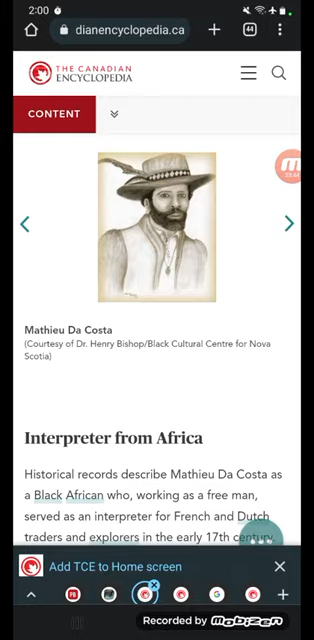 2:00
dianencyclopedia.ca
44
THE CANADIAN
ENCYCLOPEDIA
CONTENT
Mathieu Da Costa
(Courtesy of Dr. Henry Bishop/Black Cultural Centre for Nova
Scotia)
Interpreter from Africa
Historical records describe Mathieu Da Costa as
a Black African who, working as a free man,
served as an interpreter for French and Dutch
traders and explorers in the early 17th century.
Add TCE to Home screen
Recorded by mobizen